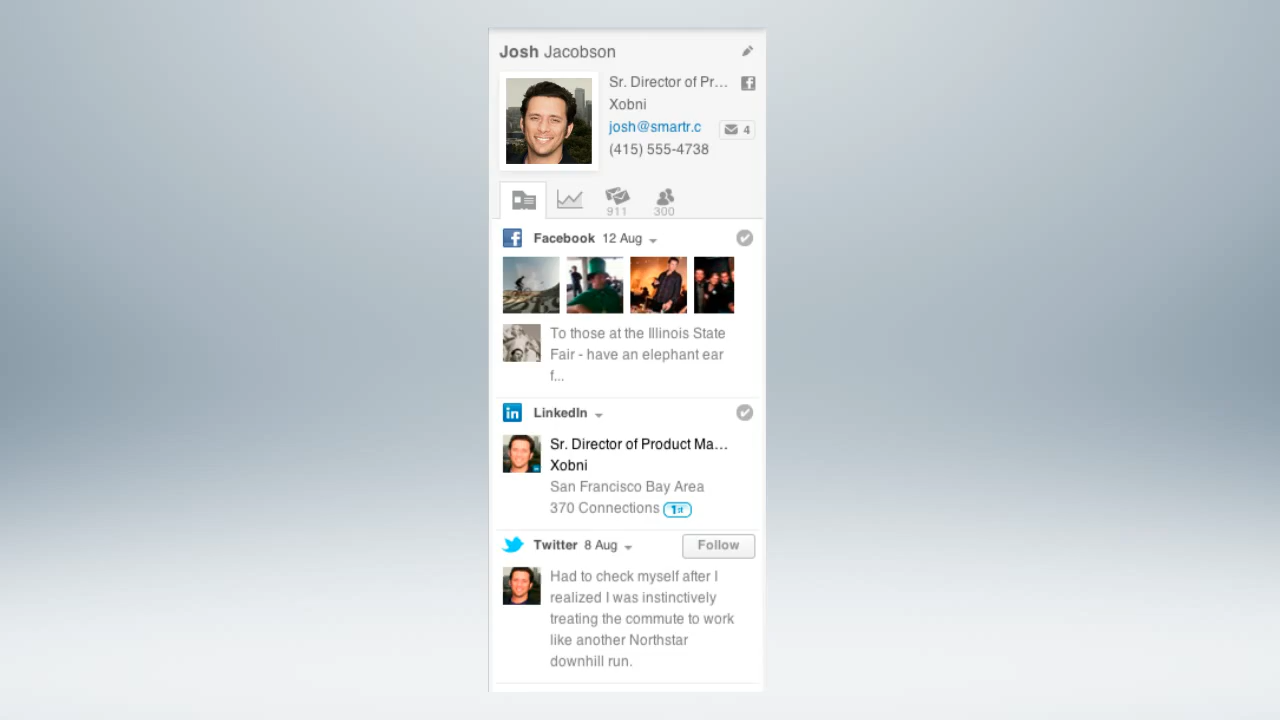 Josh Jacobson
Sr. Director of Pr...
Xobni
josh@smartr.c
4
(415) 555-4738
911
300
Facebook 12 Aug
To those at the Illinois State
Fair - have an elephant ear
f...
LinkedIn
Sr. Director of Product Ma...
Xobni
San Francisco Bay Area
370 Connections 1st
Twitter 8 Aug
Follow
Had to check myself after I
realized I was instinctively
treating the commute to work
like another Northstar
downhill run.